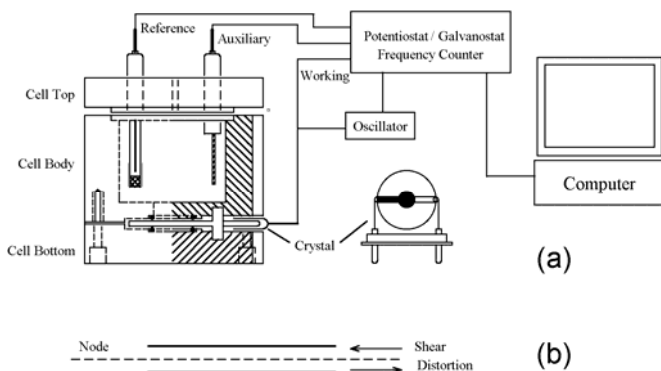 Reference
Auxiliary
Potentiostat / Galvanostat
Frequency Counter
Working
Cell Top
Oscillator
Cell Body
Computer
Crystal
Cell Bottom
(a)
Node
Shear
Distortion
(b)